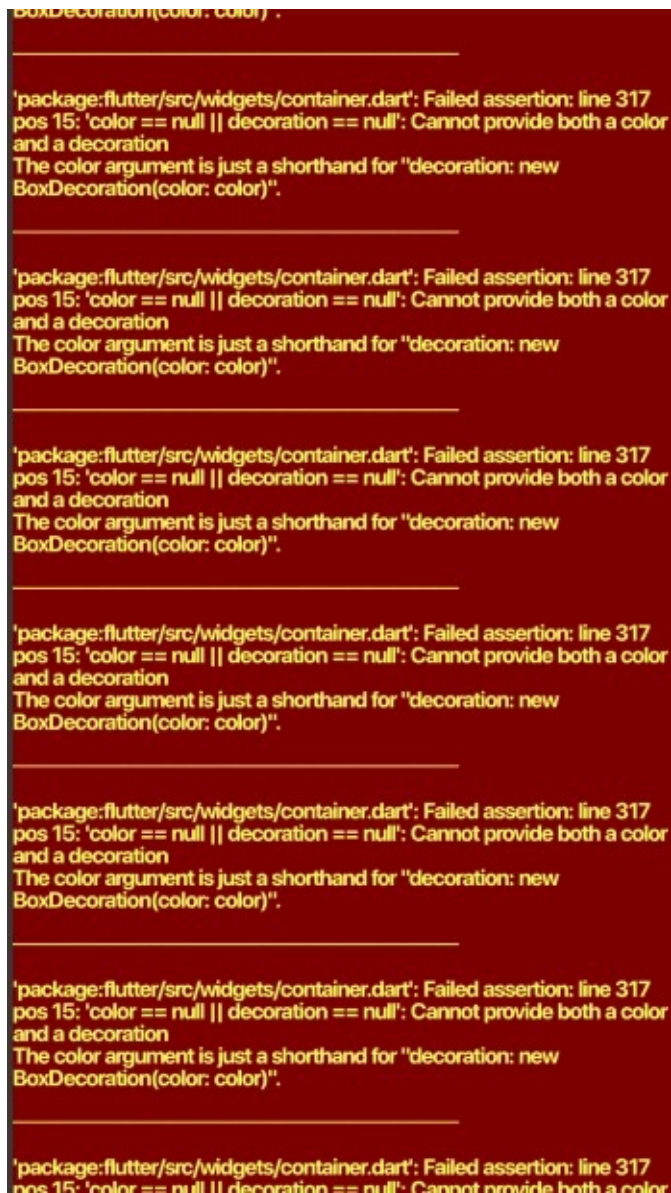 BoxDecoration(color: color)".
'package:flutter/src/widgets/container.dart': Failed assertion: line 317
pos 15: 'color == null || decoration == null': Cannot provide both a color
and a decoration
The color argument is just a shorthand for "decoration: new
BoxDecoration(color: color)".
'package:flutter/src/widgets/container.dart': Failed assertion: line 317
pos 15: 'color == null || decoration == null': Cannot provide both a color
and a decoration
The color argument is just a shorthand for "decoration: new
BoxDecoration(color: color)".
'package:flutter/src/widgets/container.dart': Failed assertion: line 317
pos 15: 'color == null || decoration == null': Cannot provide both a color
and a decoration
The color argument is just a shorthand for "decoration: new
BoxDecoration(color: color)".
'package:flutter/src/widgets/container.dart': Failed assertion: line 317
pos 15: 'color == null || decoration == null': Cannot provide both a color
and a decoration
The color argument is just a shorthand for "decoration: new
BoxDecoration(color: color)".
'package:flutter/src/widgets/container.dart': Failed assertion: line 317
pos 15: 'color == null || decoration == null': Cannot provide both a color
and a decoration
The color argument is just a shorthand for "decoration: new
BoxDecoration(color: color)".
'package:flutter/src/widgets/container.dart': Failed assertion: line 317
pos 15: 'color == null || decoration == null': Cannot provide both a color
and a decoration
The color argument is just a shorthand for "decoration: new
BoxDecoration(color: color)".
'package:flutter/src/widgets/container.dart': Failed assertion: line 317
pos 15: 'color == null || decoration == null': Cannot provide both a color